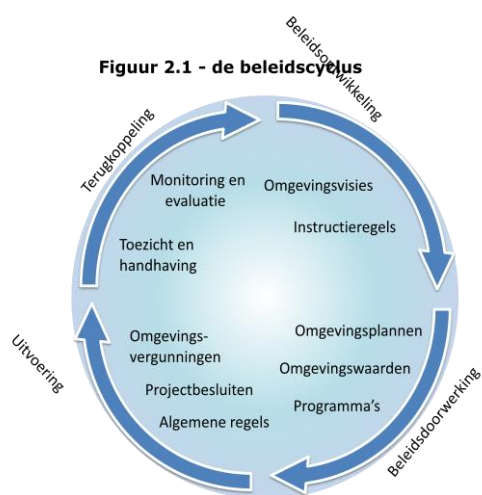 Figuur 2.1 - de beleidscyclus
Beleidsontwikkeling
Terugkoppeling
Monitoring en
evaluatie
Omgevingsvisies
Instructieregels
Toezicht en
handhaving
Omgevings-
vergunningen
Projectbesluiten
Algemene regels
Omgevingsplannen
Omgevingswaarden
Programma's
Uitvoering
Beleidsdoorwerking